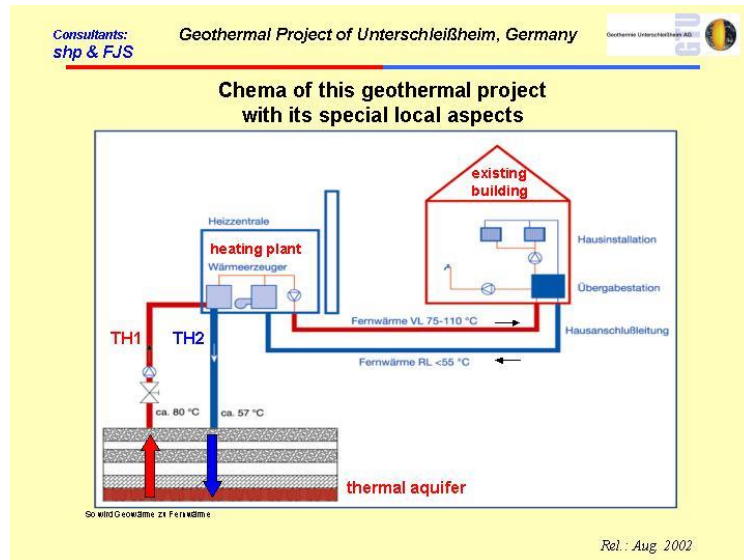 Consultants:
shp & FJS
Geothermal Project of Unterschleißheim, Germany
Geothermie Unterschleißheim AG
GTU
Chema of this geothermal project
with its special local aspects
existing
building
Heizzentrale
heating plant
Wärmeerzeuger
Hausinstallation
Übergabestation
Fernwärme VL 75-110 °C
Hausanschlußleitung
TH1
TH2
Fernwärme RL <55 °C
ca. 80 °C
ca. 57 °C
thermal aquifer
So wird Geowärme zu Fernwärme
Rel.: Aug. 2002